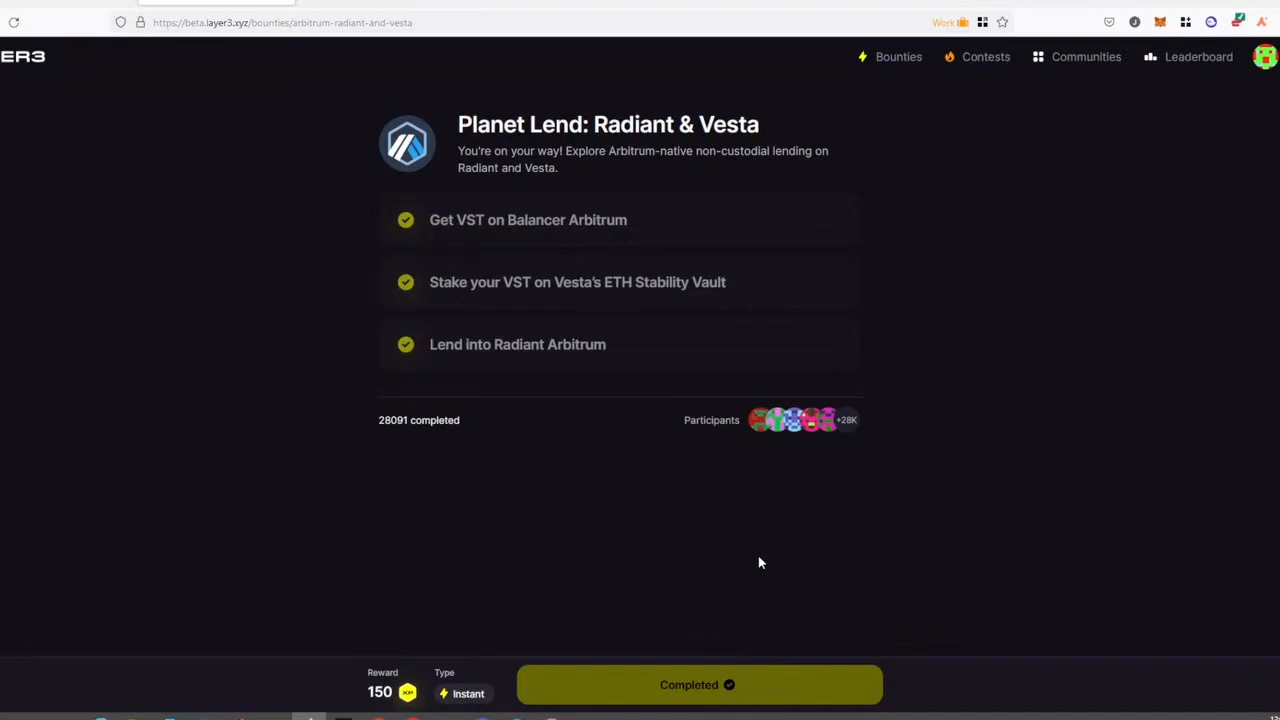 https://beta.layer3.xyz/bounties/arbitrum-radiant-and-vesta
Work
ER3
Bounties
Contests
Communities
Leaderboard
Planet Lend: Radiant & Vesta
You're on your way! Explore Arbitrum-native non-custodial lending on
Radiant and Vesta.
Get VST on Balancer Arbitrum
Stake your VST on Vesta's ETH Stability Vault
Lend into Radiant Arbitrum
28091 completed
Participants
+28K
Reward
Type
150 XP
Instant
Completed